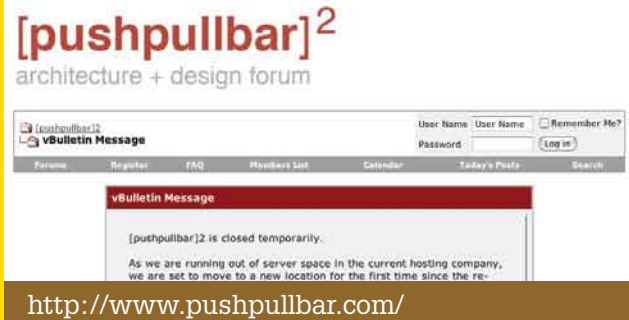 [pushpullbar]2
architecture + design forum
[pushpullbar]2
vBulletin Message
User Name User Name Remember Me?
Password Log in
Forums Register FAQ Members List Calendar Today's Posts Search
vBulletin Message
[pushpullbar]2 is closed temporarily.
As we are running out of server space in the current hosting company,
we are set to move to a new location for the first time since the re-
http://www.pushpullbar.com/